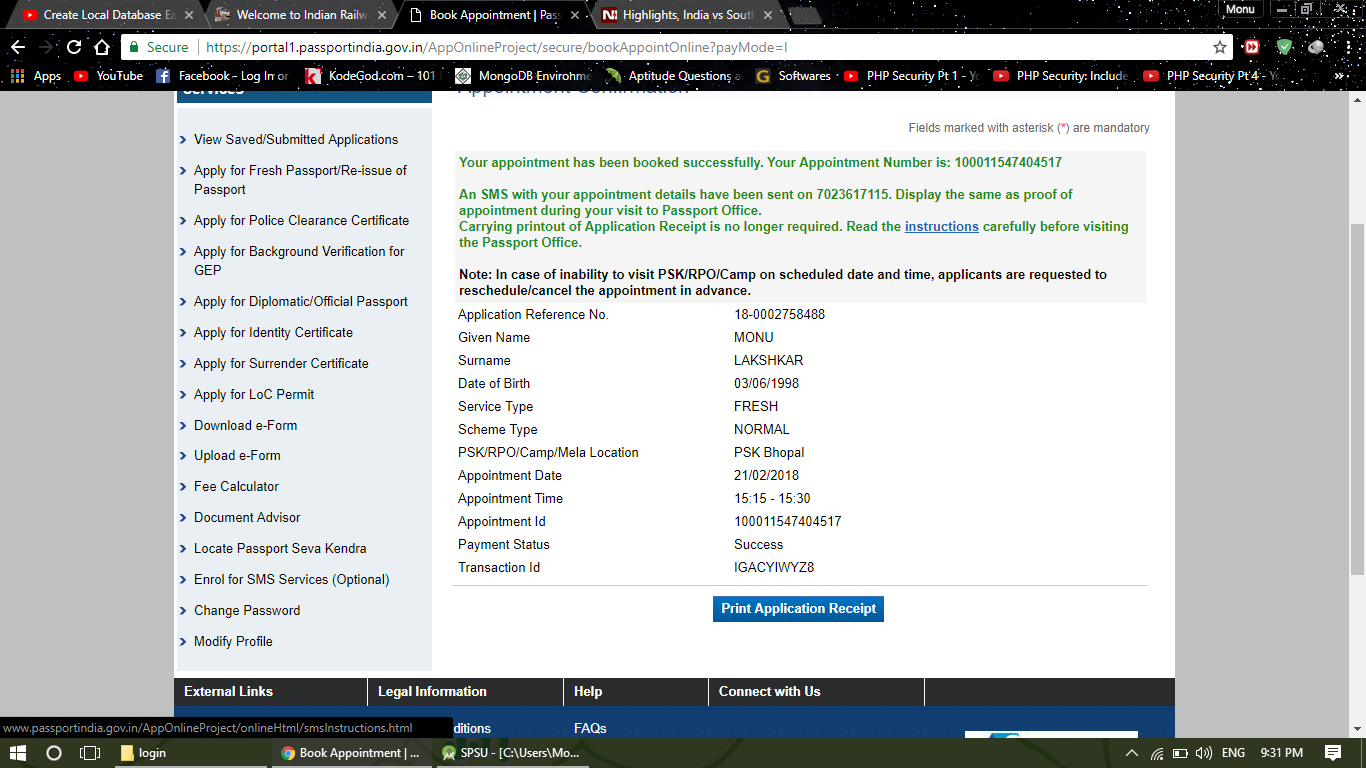 Create Local Database Ea
Welcome to Indian Railw
Book Appointment | Pas
Highlights, India vs Sout
Monu
Secure | https://portal1.passportindia.gov.in/AppOnlineProject/secure/bookAppointOnline?payMode=I
Apps YouTube Facebook - Log In or KodeGod.com – 101 MongoDB Environme Aptitude Questions a Softwares PHP Security Pt 1 - Y PHP Security: Include PHP Security Pt 4 - Y »
Services
Appointment Confirmation
Fields marked with asterisk (*) are mandatory
View Saved/Submitted Applications
Apply for Fresh Passport/Re-issue of
Passport
Apply for Police Clearance Certificate
Apply for Background Verification for
GEP
Apply for Diplomatic/Official Passport
Apply for Identity Certificate
Apply for Surrender Certificate
Apply for LoC Permit
Download e-Form
Upload e-Form
Fee Calculator
Document Advisor
Locate Passport Seva Kendra
Enrol for SMS Services (Optional)
Change Password
Modify Profile
Your appointment has been booked successfully. Your Appointment Number is: 100011547404517
An SMS with your appointment details have been sent on 7023617115. Display the same as proof of
appointment during your visit to Passport Office.
Carrying printout of Application Receipt is no longer required. Read the instructions carefully before visiting
the Passport Office.
Note: In case of inability to visit PSK/RPO/Camp on scheduled date and time, applicants are requested to
reschedule/cancel the appointment in advance.
Application Reference No. 18-0002758488
Given Name MONU
Surname LAKSHKAR
Date of Birth 03/06/1998
Service Type FRESH
Scheme Type NORMAL
PSK/RPO/Camp/Mela Location PSK Bhopal
Appointment Date 21/02/2018
Appointment Time 15:15 - 15:30
Appointment Id 100011547404517
Payment Status Success
Transaction Id IGACYIWYZ8
Print Application Receipt
External Links Legal Information Help Connect with Us
www.passportindia.gov.in/AppOnlineProject/onlineHtml/smsInstructions.html
ditions FAQs
login
Book Appointment | ...
SPSU - [C:\Users\Mo...
ENG 9:31 PM